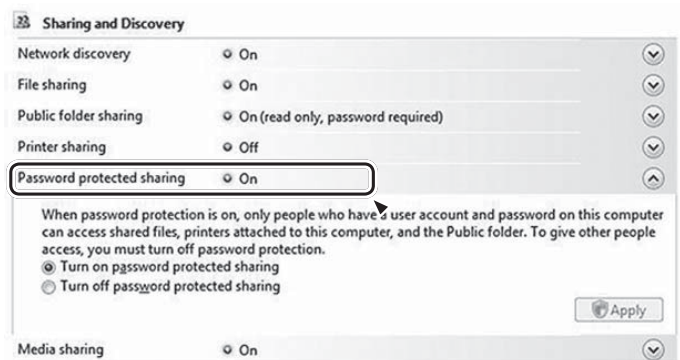 Sharing and Discovery
Network discovery On
File sharing On
Public folder sharing On (read only, password required)
Printer sharing Off
Password protected sharing On
When password protection is on, only people who have a user account and password on this computer
can access shared files, printers attached to this computer, and the Public folder. To give other people
access, you must turn off password protection.
Turn on password protected sharing
Turn off password protected sharing
Apply
Media sharing On